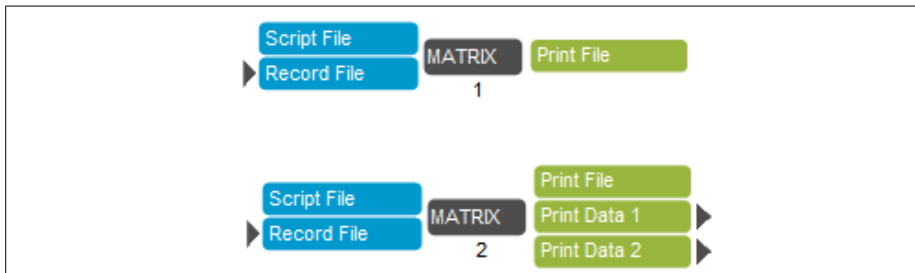 Script File
Record File
MATRIX
Print File
1
Script File
Record File
MATRIX
Print File
Print Data 1
Print Data 2
2